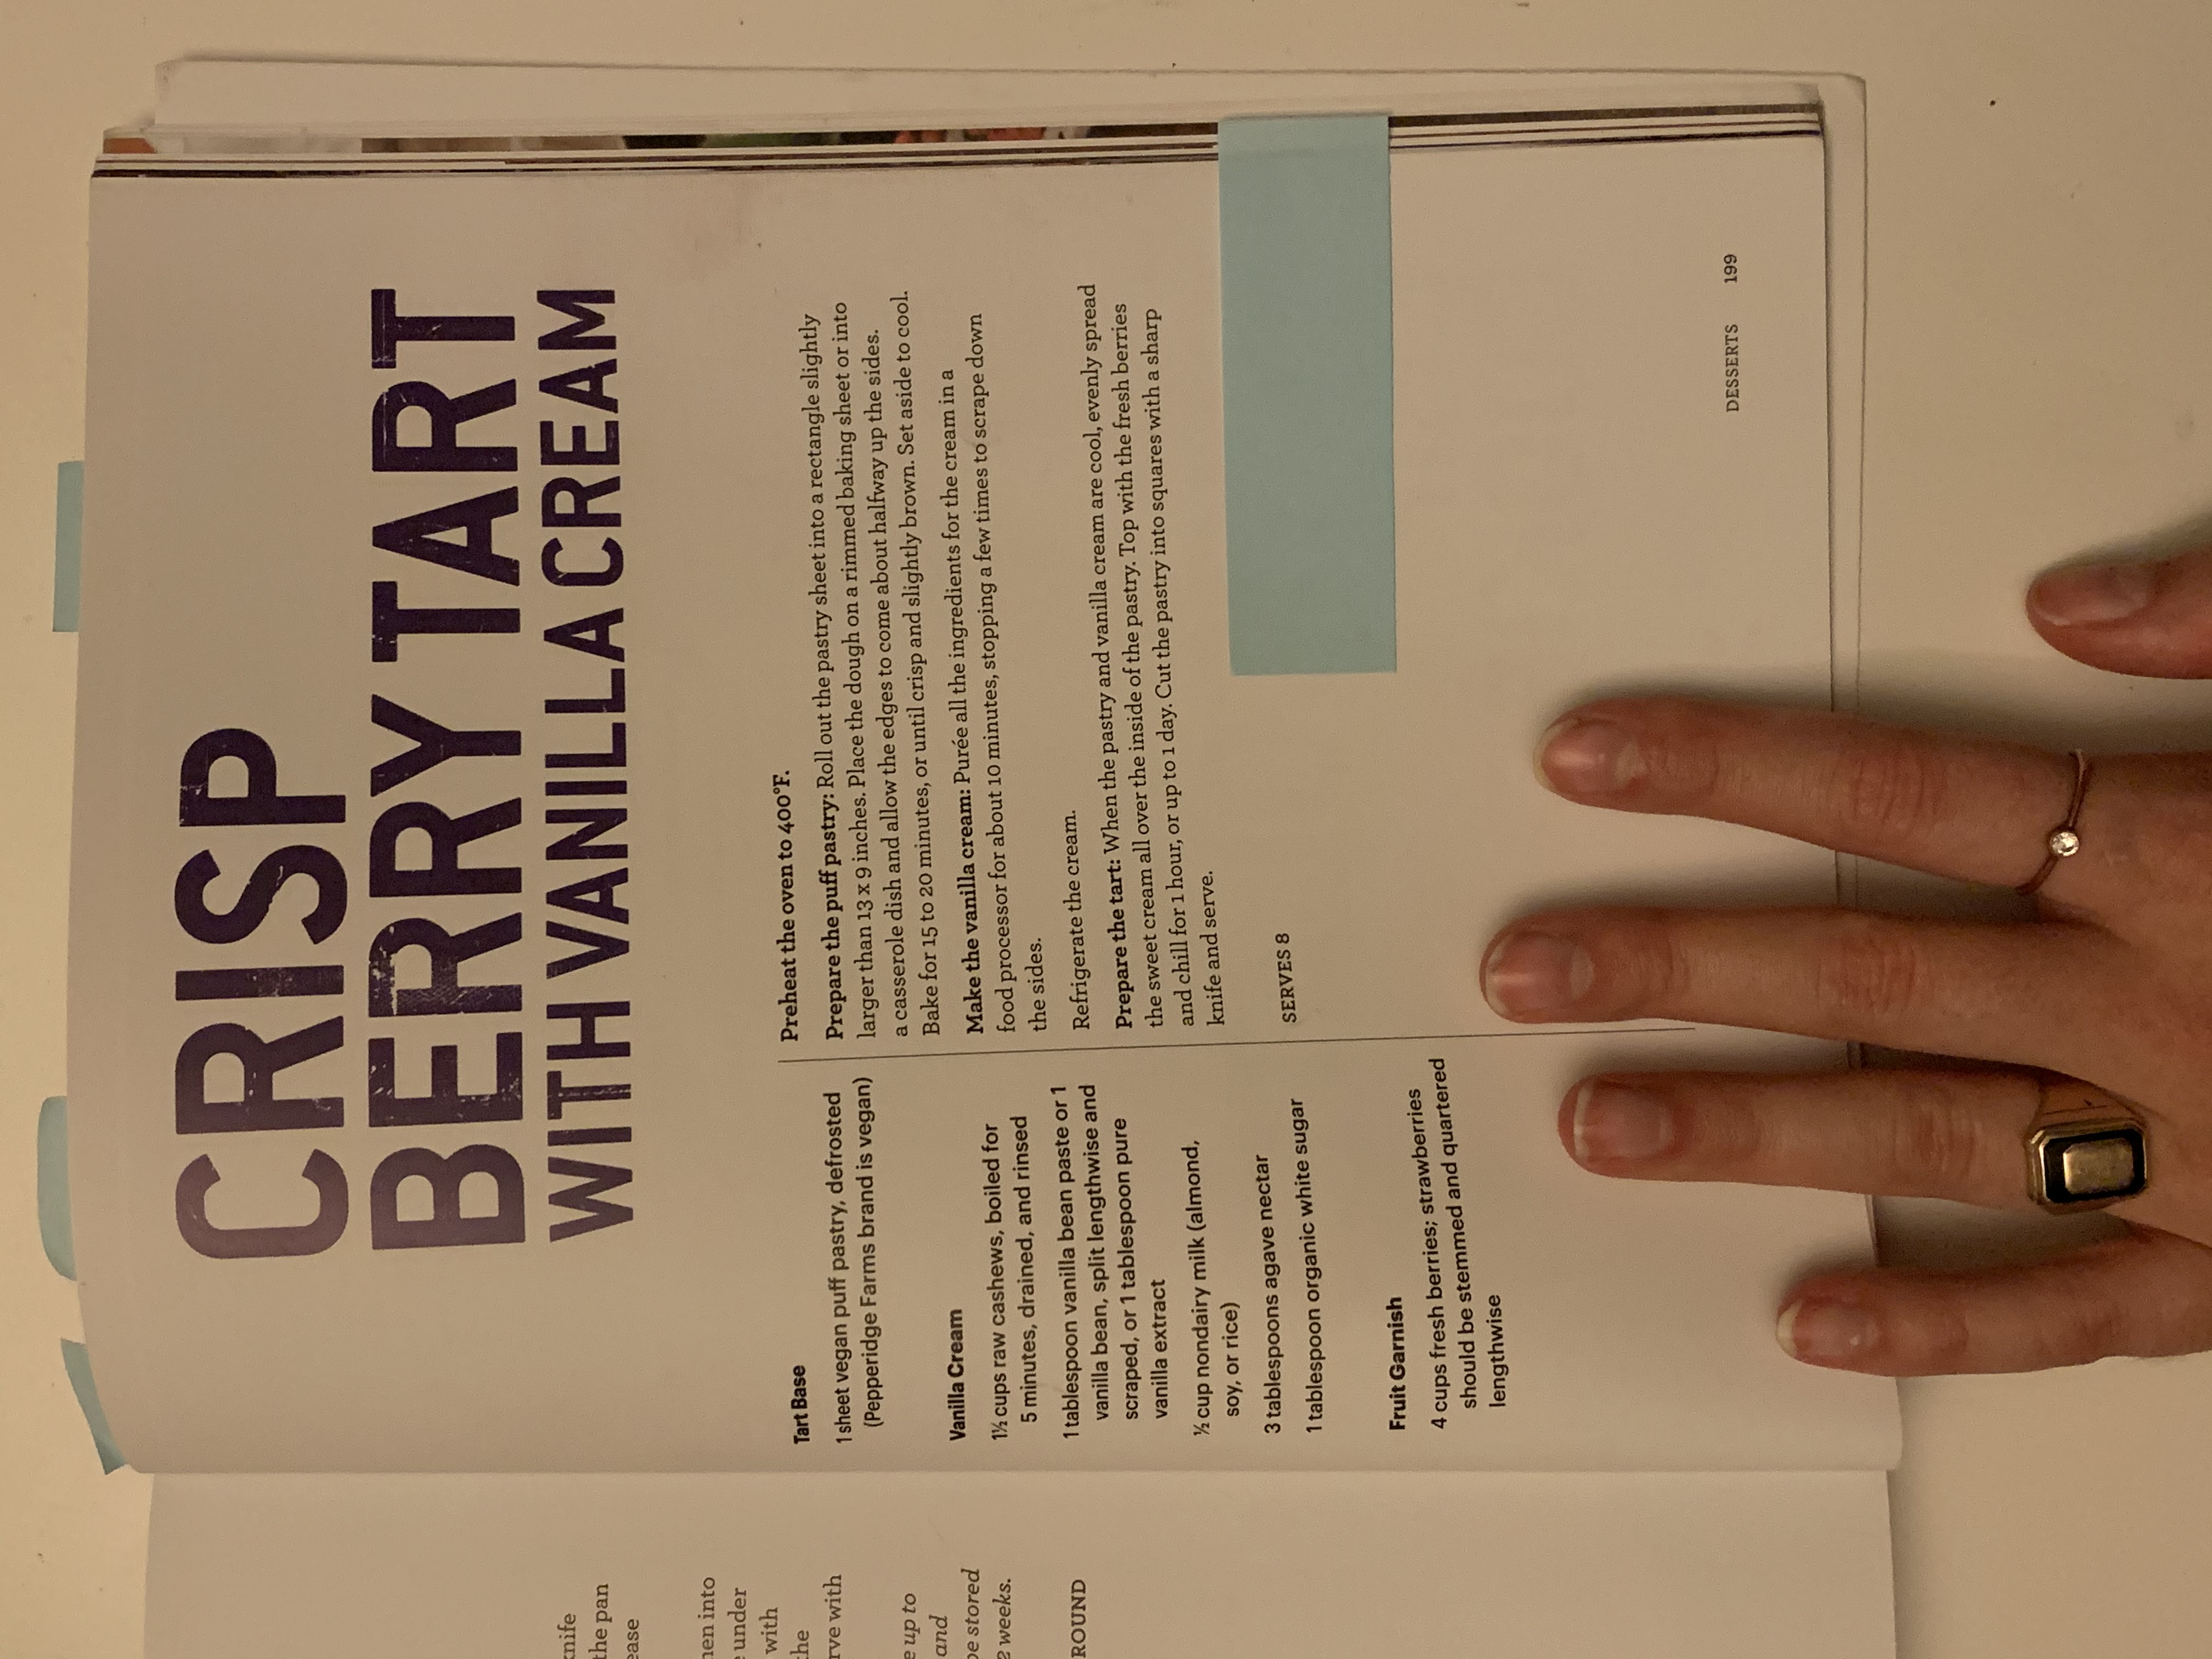 knife
the pan
ease
hen into
e under
with
the
rve with
e up to
and
be stored
2 weeks.
ROUND
CRISP
BERRY TART
WITH VANILLA CREAM
Tart Base
1 sheet vegan puff pastry, defrosted
(Pepperidge Farms brand is vegan)
Vanilla Cream
1½ cups raw cashews, boiled for
5 minutes, drained, and rinsed
1 tablespoon vanilla bean paste or 1
vanilla bean, split lengthwise and
scraped, or 1 tablespoon pure
vanilla extract
½ cup nondairy milk (almond,
soy, or rice)
3 tablespoons agave nectar
1 tablespoon organic white sugar
Fruit Garnish
4 cups fresh berries; strawberries
should be stemmed and quartered
lengthwise
Preheat the oven to 400°F.
Prepare the puff pastry: Roll out the pastry sheet into a rectangle slightly
larger than 13 x 9 inches. Place the dough on a rimmed baking sheet or into
a casserole dish and allow the edges to come about halfway up the sides.
Bake for 15 to 20 minutes, or until crisp and slightly brown. Set aside to cool.
Make the vanilla cream: Purée all the ingredients for the cream in a
food processor for about 10 minutes, stopping a few times to scrape down
the sides.
Refrigerate the cream.
Prepare the tart: When the pastry and vanilla cream are cool, evenly spread
the sweet cream all over the inside of the pastry. Top with the fresh berries
and chill for 1 hour, or up to 1 day. Cut the pastry into squares with a sharp
knife and serve.
SERVES 8
DESSERTS 199